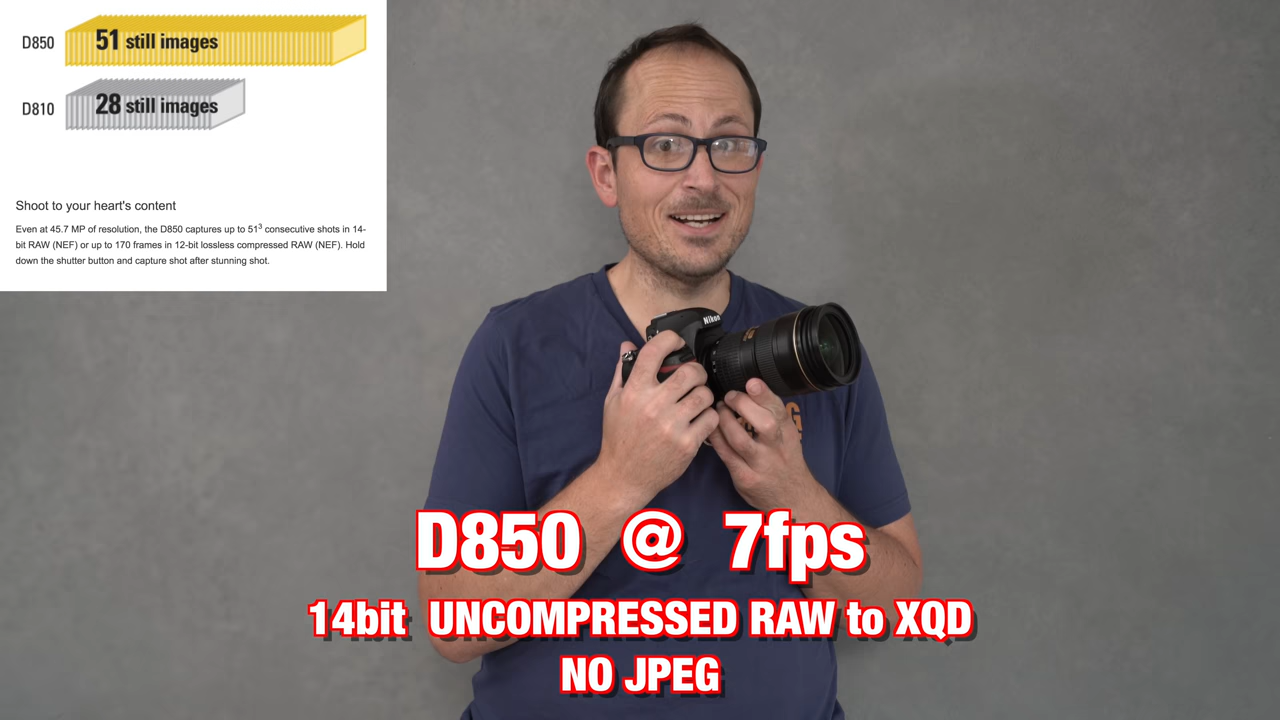 D850 51 still images
D810 28 still images
Shoot to your heart's content
Even at 45.7 MP of resolution, the D850 captures up to 51³ consecutive shots in 14-
bit RAW (NEF) or up to 170 frames in 12-bit lossless compressed RAW (NEF). Hold
down the shutter button and capture shot after stunning shot.
Nikon
G
D850 @ 7fps
14bit UNCOMPRESSED RAW to XQD
NO JPEG